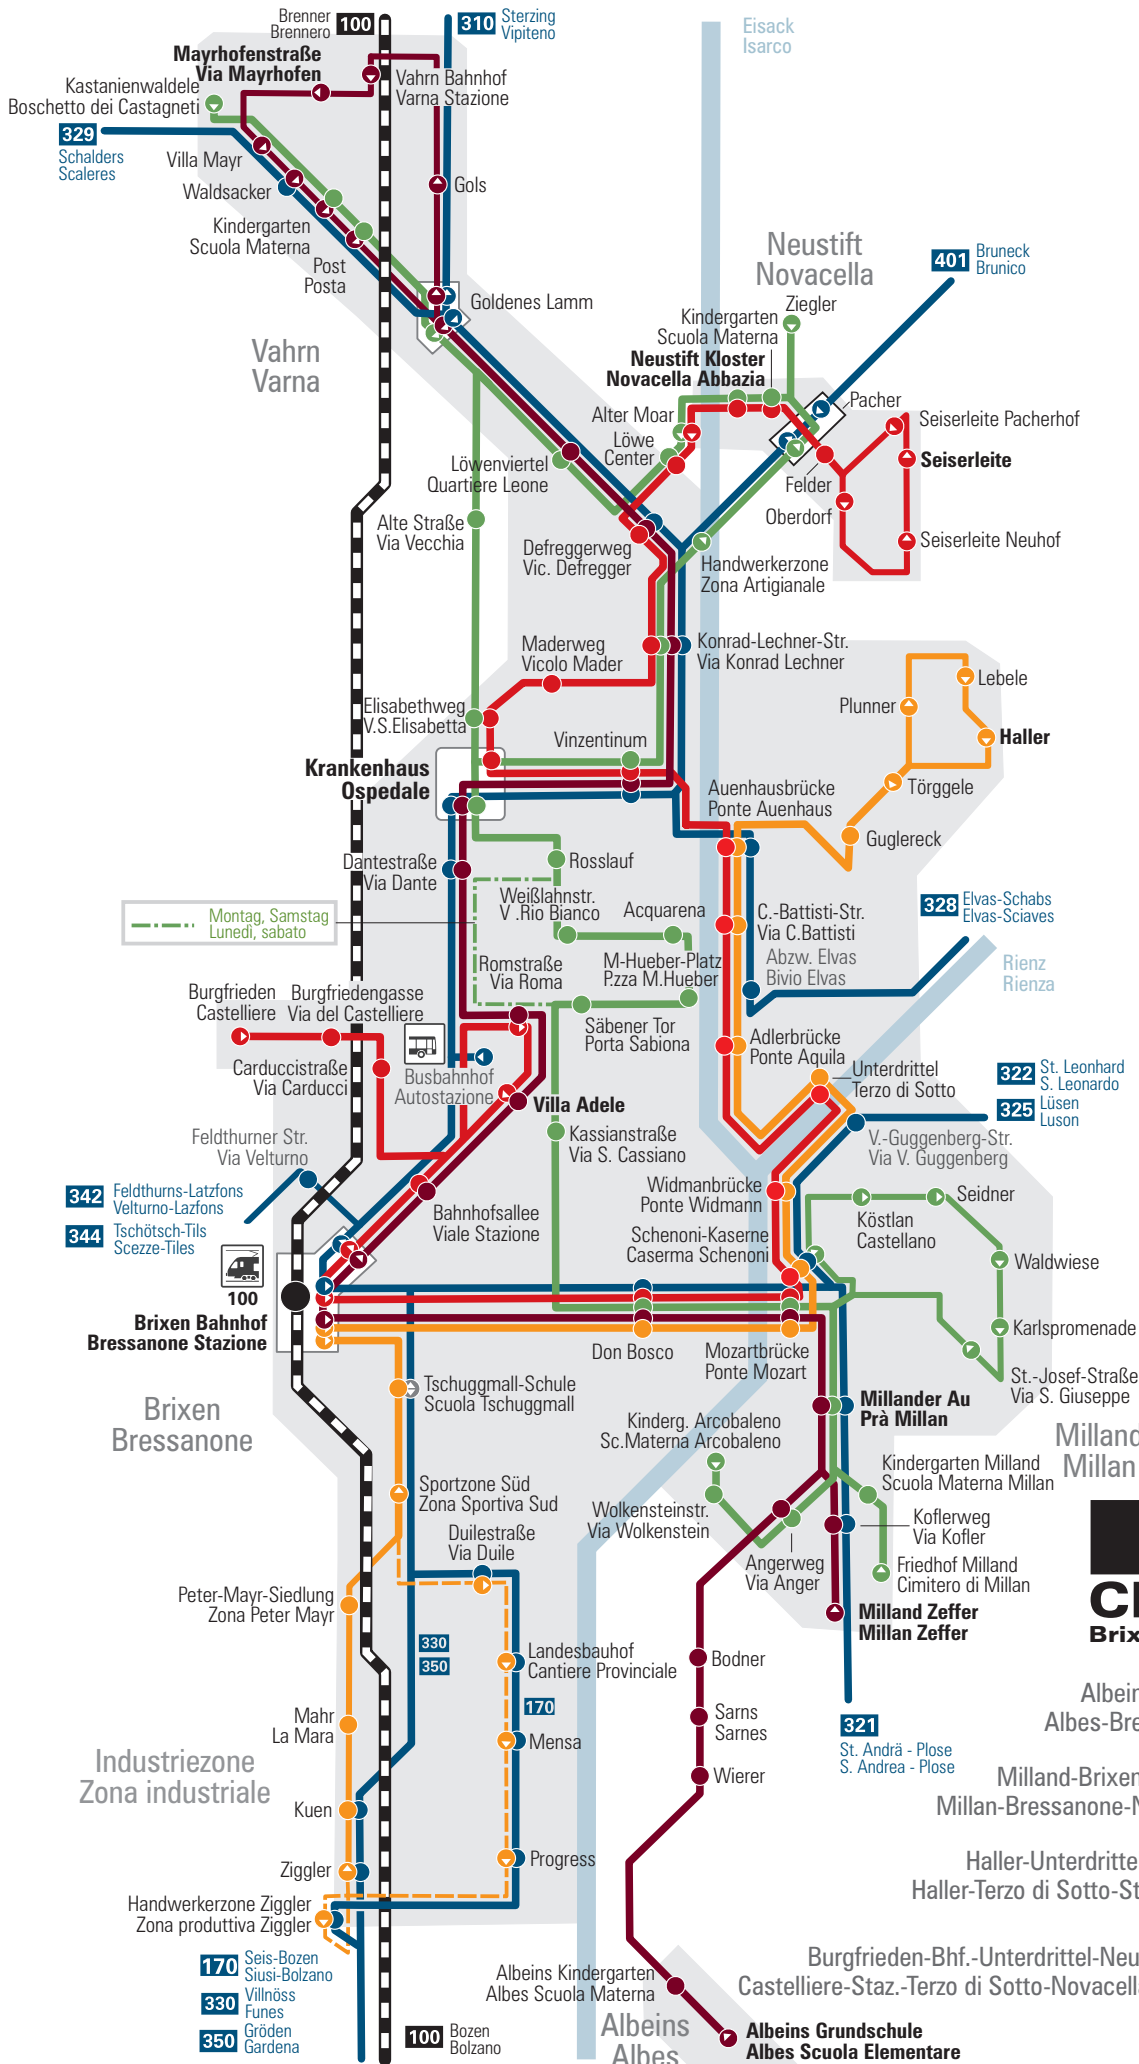 Brenner
Brennero
100
310
Sterzing
Vipiteno
Eisack
Isarco
Mayrhofenstraße
Via Mayrhofen
Kastanienwaldele
Boschetto dei Castagneti
Vahrn Bahnhof
Varna Stazione
329
Schalders
Scaleres
Villa Mayr
Waldsacker
Gols
Kindergarten
Scuola Materna
Post
Posta
Goldenes Lamm
Neustift
Novacella
401
Bruneck
Brunico
Ziegler
Kindergarten
Scuola Materna
Neustift Kloster
Novacella Abbazia
Vahrn
Varna
Pacher
Alter Moar
Löwe
Center
Seiserleite Pacherhof
Seiserleite
Löwenviertel
Quartiere Leone
Felder
Oberdorf
Alte Straße
Via Vecchia
Defreggerweg
Vic. Defregger
Handwerkerzone
Zona Artigianale
Seiserleite Neuhof
Maderweg
Vicolo Mader
Konrad-Lechner-Str.
Via Konrad Lechner
Lebele
Plunner
Haller
Elisabethweg
V.S.Elisabetta
Vinzentinum
Krankenhaus
Ospedale
Auenhausbrücke
Ponte Auenhaus
Törggele
Guglereck
Dantestraße
Via Dante
Rosslauf
Weißlahnstr.
V .Rio Bianco
Acquarena
Montag, Samstag
Lunedì, sabato
C.-Battisti-Str.
Via C.Battisti
328
Elvas-Schabs
Elvas-Sciaves
Abzw. Elvas
Bivio Elvas
Romstraße
Via Roma
M-Hueber-Platz
P.zza M.Hueber
Rienz
Rienza
Burgfrieden
Castelliere
Burgfriedengasse
Via del Castelliere
Säbener Tor
Porta Sabiona
Adlerbrücke
Ponte Aquila
Carduccistraße
Via Carducci
Busbahnhof
Autostazione
Villa Adele
Unterdrittel
Terzo di Sotto
322
St. Leonhard
S. Leonardo
325
Lüsen
Luson
Feldthurner Str.
Via Velturno
Kassianstraße
Via S. Cassiano
V.-Guggenberg-Str.
Via V. Guggenberg
342
Feldthurns-Latzfons
Velturno-Lazfons
344
Tschötsch-Tils
Scezze-Tiles
Bahnhofsallee
Viale Stazione
Widmanbrücke
Ponte Widmann
Seidner
Köstlan
Castellano
Schenoni-Kaserne
Caserma Schenoni
Waldwiese
100
Brixen Bahnhof
Bressanone Stazione
Karlspromenade
Don Bosco
Mozartbrücke
Ponte Mozart
St.-Josef-Straße
Via S. Giuseppe
Tschuggmall-Schule
Scuola Tschuggmall
Brixen
Bressanone
Millander Au
Prà Millan
Kinderg. Arcobaleno
Sc.Materna Arcobaleno
Milland
Millan
Kindergarten Milland
Scuola Materna Millan
Sportzone Süd
Zona Sportiva Sud
Wolkensteinstr.
Via Wolkenstein
Koflerweg
Via Kofler
Duilestraße
Via Duile
Angerweg
Via Anger
Friedhof Milland
Cimitero di Millan
Peter-Mayr-Siedlung
Zona Peter Mayr
Milland Zeffer
Millan Zeffer
Brix
330
350
Landesbauhof
Cantiere Provinciale
Bodner
170
Mahr
La Mara
Sarns
Sarnes
321
St. Andrä - Plose
S. Andrea - Plose
Mensa
Industriezone
Zona industriale
Wierer
Albein
Albes-Bre
Milland-Brixen
Millan-Bressanone-N
Kuen
Haller-Unterdritte
Haller-Terzo di Sotto-St
Ziggler
Progress
Handwerkerzone Ziggler
Zona produttiva Ziggler
Burgfrieden-Bhf.-Unterdrittel-Neu
Castelliere-Staz.-Terzo di Sotto-Novacella
170
Seis-Bozen
Siusi-Bolzano
330
Villnöss
Funes
350
Gröden
Gardena
100
Bozen
Bolzano
Albeins Kindergarten
Albes Scuola Materna
Albeins
Albes
Albeins Grundschule
Albes Scuola Elementare